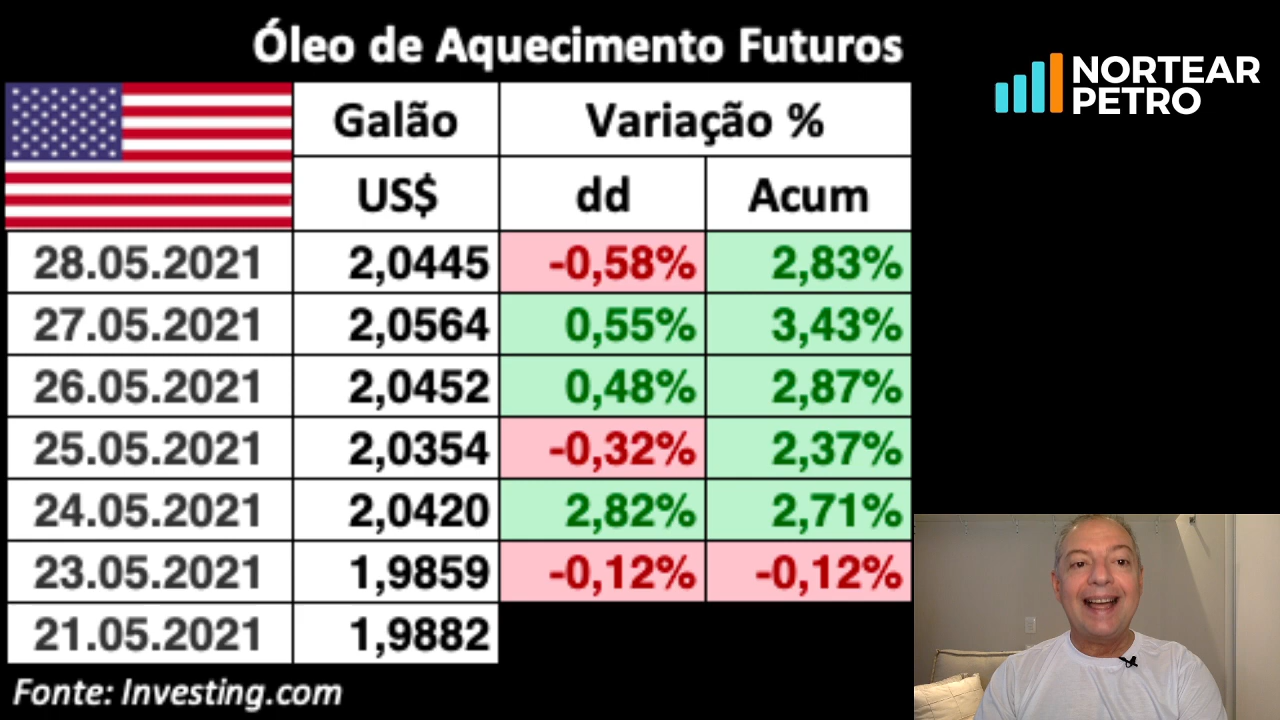 Óleo de Aquecimento Futuros
NORTEAR
PETRO
Galão Variação %
US$ dd Acum
28.05.2021 2,0445 -0,58% 2,83%
27.05.2021 2,0564 0,55% 3,43%
26.05.2021 2,0452 0,48% 2,87%
25.05.2021 2,0354 -0,32% 2,37%
24.05.2021 2,0420 2,82% 2,71%
23.05.2021 1,9859 -0,12% -0,12%
21.05.2021 1,9882
Fonte: Investing.com